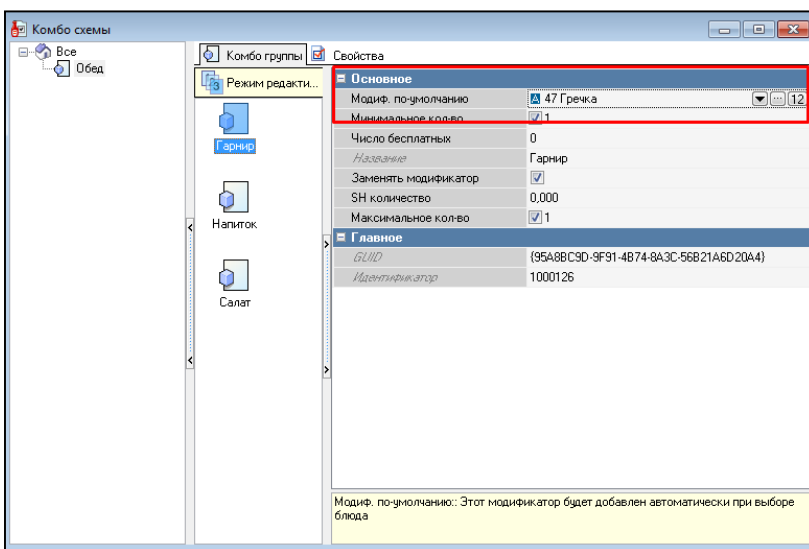 Комбо схемы
Все
Обед
Комбо группы
Свойства
Режим редакти...
Гарнир
Напиток
Салат
Основное
Модиф. по-умолчанию 47 Гречка 12
Минимальное кол-во 1
Число бесплатных 0
Название Гарнир
Заменять модификатор
SH количество 0,000
Максимальное кол-во 1
Главное
GUID {95A8BC9D-9F91-4B74-8A3C-56B21A6D20A4}
Идентификатор 1000126
Модиф. по-умолчанию:: Этот модификатор будет добавлен автоматически при выборе
блюда